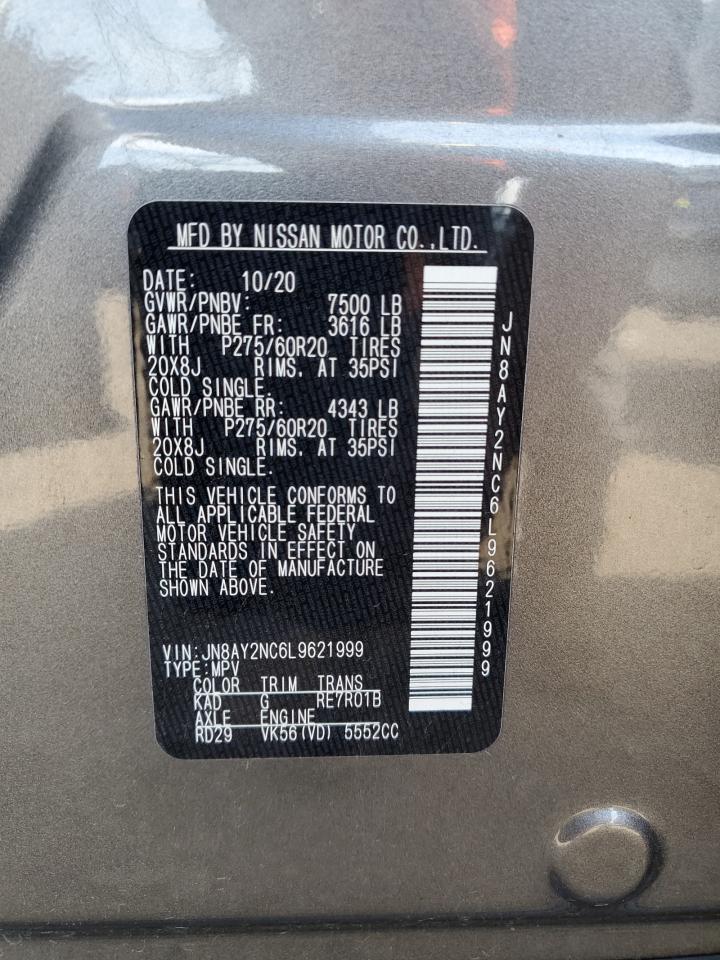 MFD BY NISSAN MOTOR CO.,LTD.
DATE: 10/20
GVWR/PNBV: 7500 LB
GAWR/PNBE FR: 3616 LB
WITH P275/60R20 TIRES
20X8J RIMS, AT 35PSI
COLD SINGLE.
GAWR/PNBE RR: 4343 LB
WITH P275/60R20 TIRES
20X8J RIMS, AT 35PSI
COLD SINGLE.
THIS VEHICLE CONFORMS TO
ALL APPLICABLE FEDERAL
MOTOR VEHICLE SAFETY
STANDARDS IN EFFECT ON
THE DATE OF MANUFACTURE
SHOWN ABOVE.
VIN:JN8AY2NC6L9621999
TYPE:MPV
COLOR TRIM TRANS
KAD G RE7R01B
AXLE ENGINE
RD29 VK56(VD) 5552CC
JN8AY2NC6L9621999